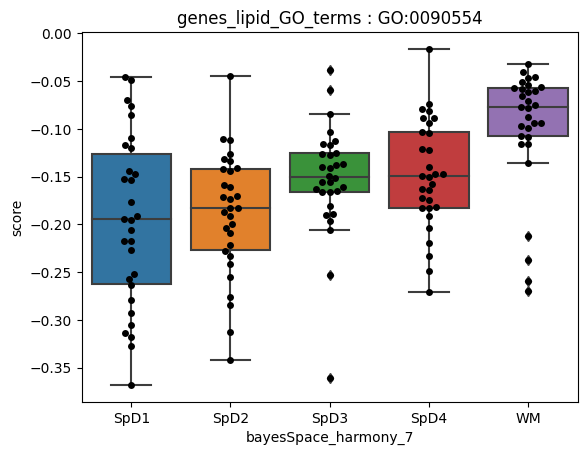 genes_lipid_GO_terms : GO:0090554
0.00
−0.05
−0.10
−0.15
−0.20
−0.25
−0.30
−0.35
score
SpD1 SpD2 SpD3 SpD4 WM
bayesSpace_harmony_7